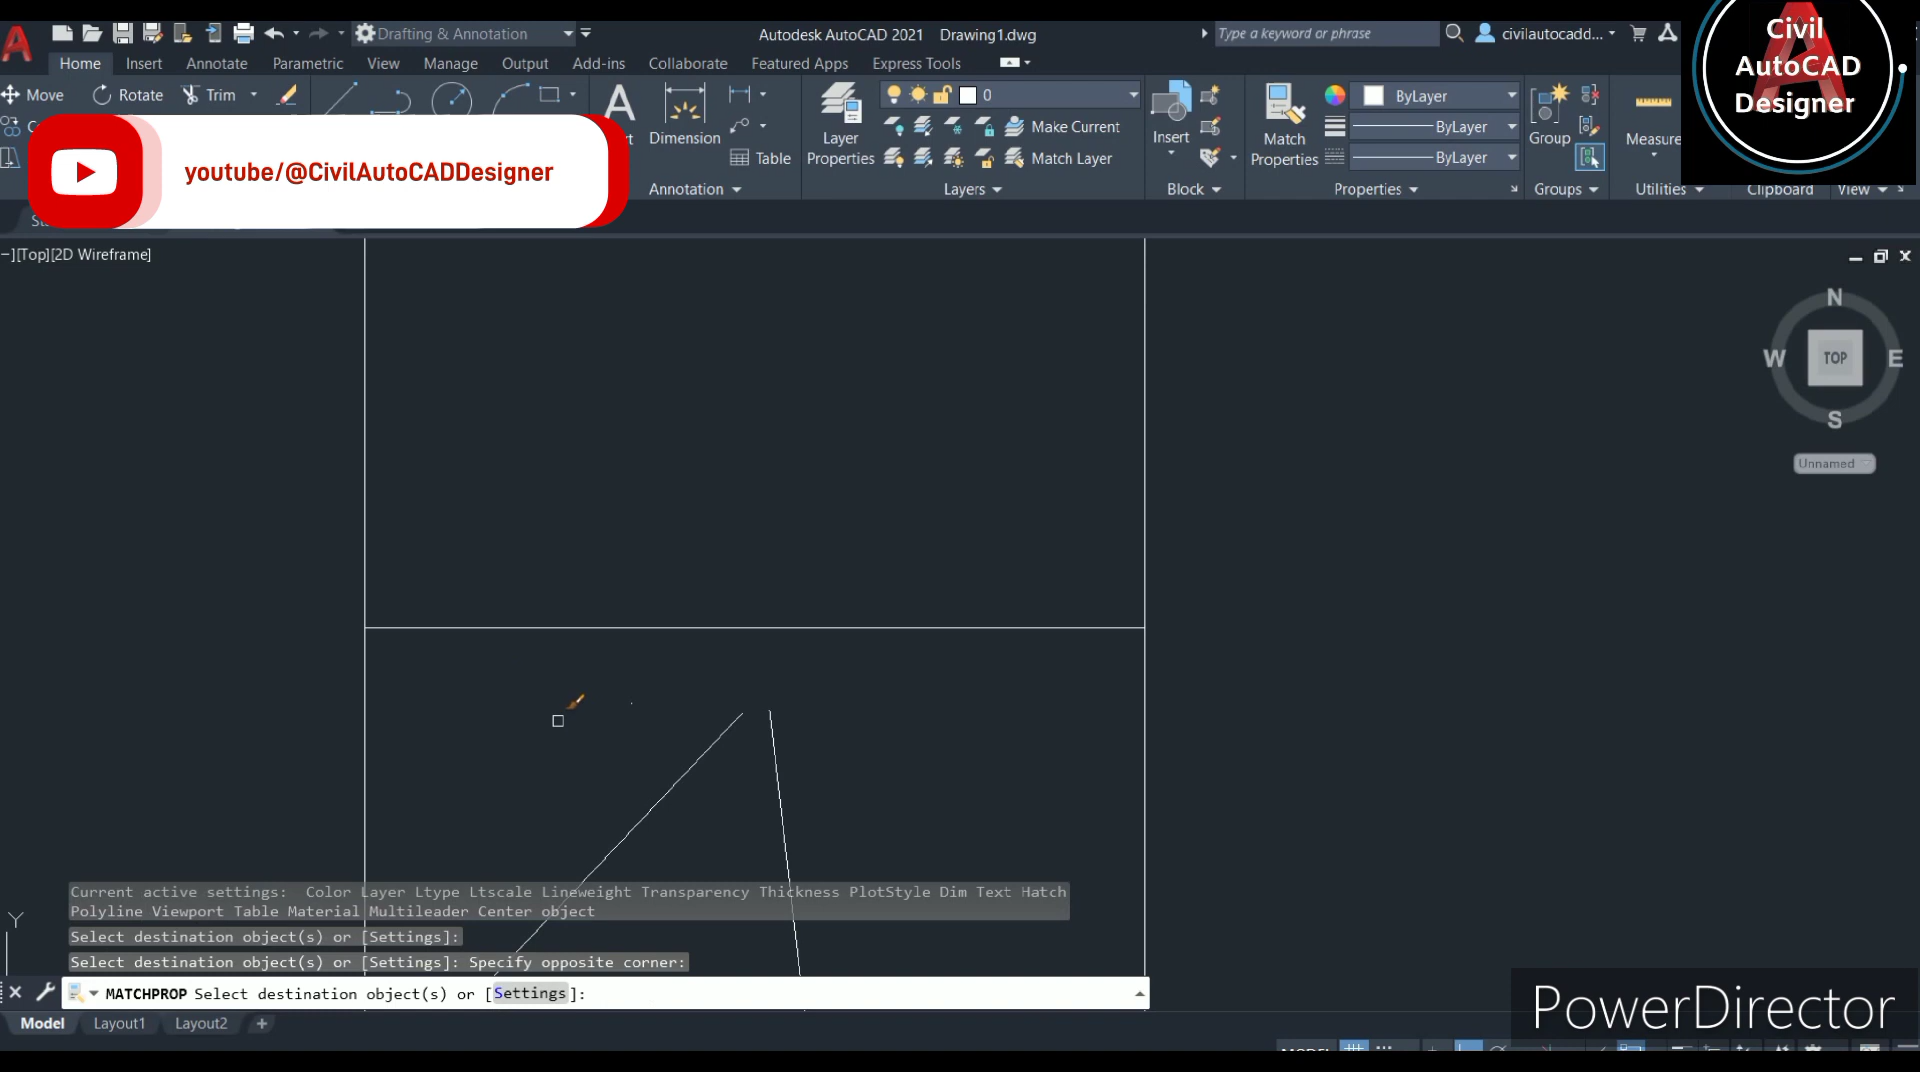 Drafting & Annotation
Autodesk AutoCAD 2021 Drawing1.dwg
Type a keyword or phrase
civilautocadd...
Civil
AutoCAD
Designer
Home Insert Annotate Parametric View Manage Output Add-ins Collaborate Featured Apps Express Tools
Move Rotate Trim
0
ByLayer
Make Current
ByLayer
Dimension
Layer
Properties
Insert
Match
Properties
Group
Measure
Table
Match Layer
ByLayer
youtube/@CivilAutoCADDesigner
Annotation Layers Block Properties Groups Utilities Clipboard View
−][Top][2D Wireframe]
N
W TOP E
S
Unnamed
Current active settings: Color Layer Ltype Ltscale Lineweight Transparency Thickness PlotStyle Dim Text Hatch
Polyline Viewport Table Material Multileader Center object
Select destination object(s) or [Settings]:
Select destination object(s) or [Settings]: Specify opposite corner:
Y
MATCHPROP Select destination object(s) or [Settings]:
Model Layout1 Layout2 +
PowerDirector